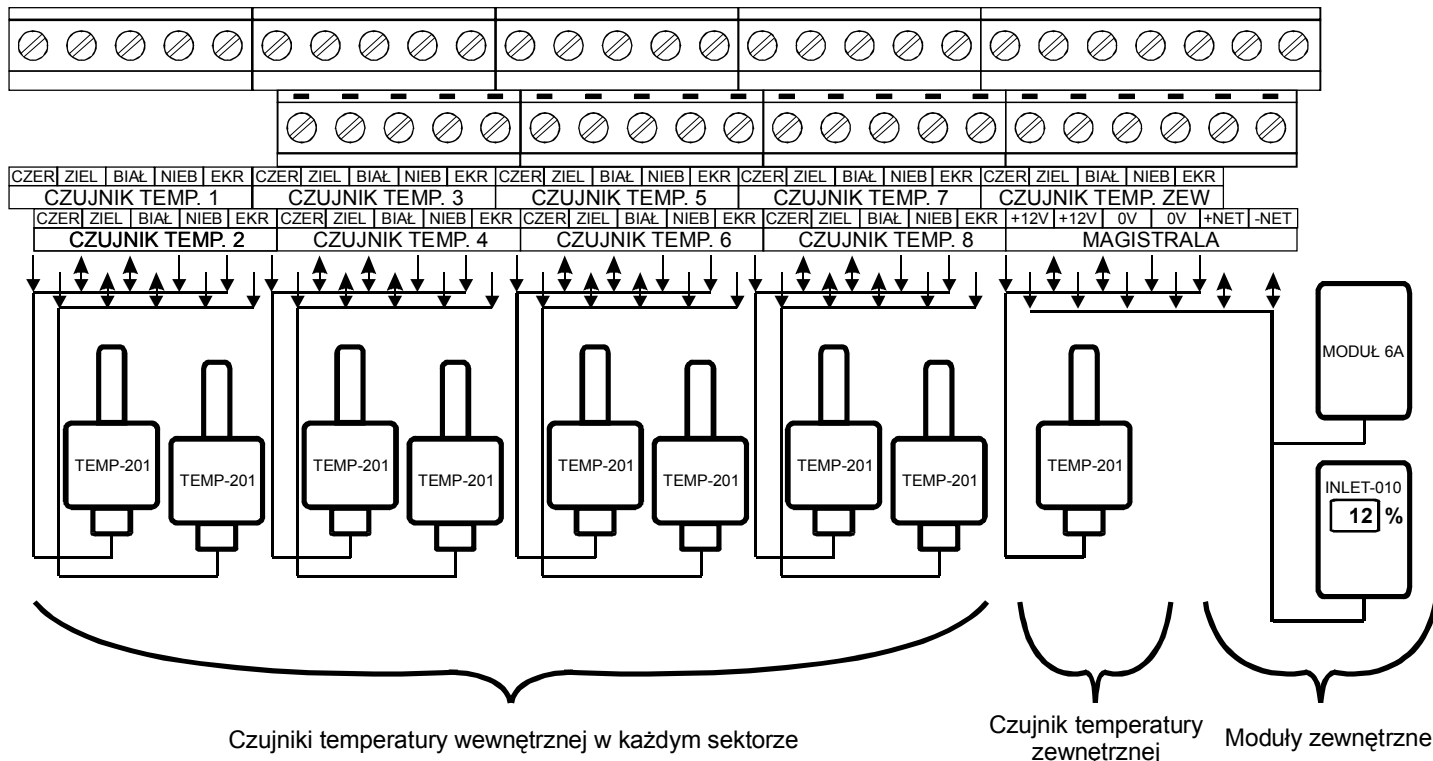 CZER ZIEL BIAŁ NIEB EKR CZER ZIEL BIAŁ NIEB EKR CZER ZIEL BIAŁ NIEB EKR CZER ZIEL BIAŁ NIEB EKR CZER ZIEL BIAŁ NIEB EKR
CZUJNIK TEMP. 1 CZUJNIK TEMP. 3 CZUJNIK TEMP. 5 CZUJNIK TEMP. 7 CZUJNIK TEMP. ZEW
CZER ZIEL BIAŁ NIEB EKR CZER ZIEL BIAŁ NIEB EKR CZER ZIEL BIAŁ NIEB EKR CZER ZIEL BIAŁ NIEB EKR +12V +12V 0V 0V +NET -NET
CZUJNIK TEMP. 2 CZUJNIK TEMP. 4 CZUJNIK TEMP. 6 CZUJNIK TEMP. 8 MAGISTRALA
MODUŁ 6A
TEMP-201 TEMP-201 TEMP-201 TEMP-201 TEMP-201 TEMP-201 TEMP-201 TEMP-201 TEMP-201
INLET-010
12 %
Czujniki temperatury wewnętrznej w każdym sektorze
Czujnik temperatury
zewnętrznej
Moduły zewnętrzne